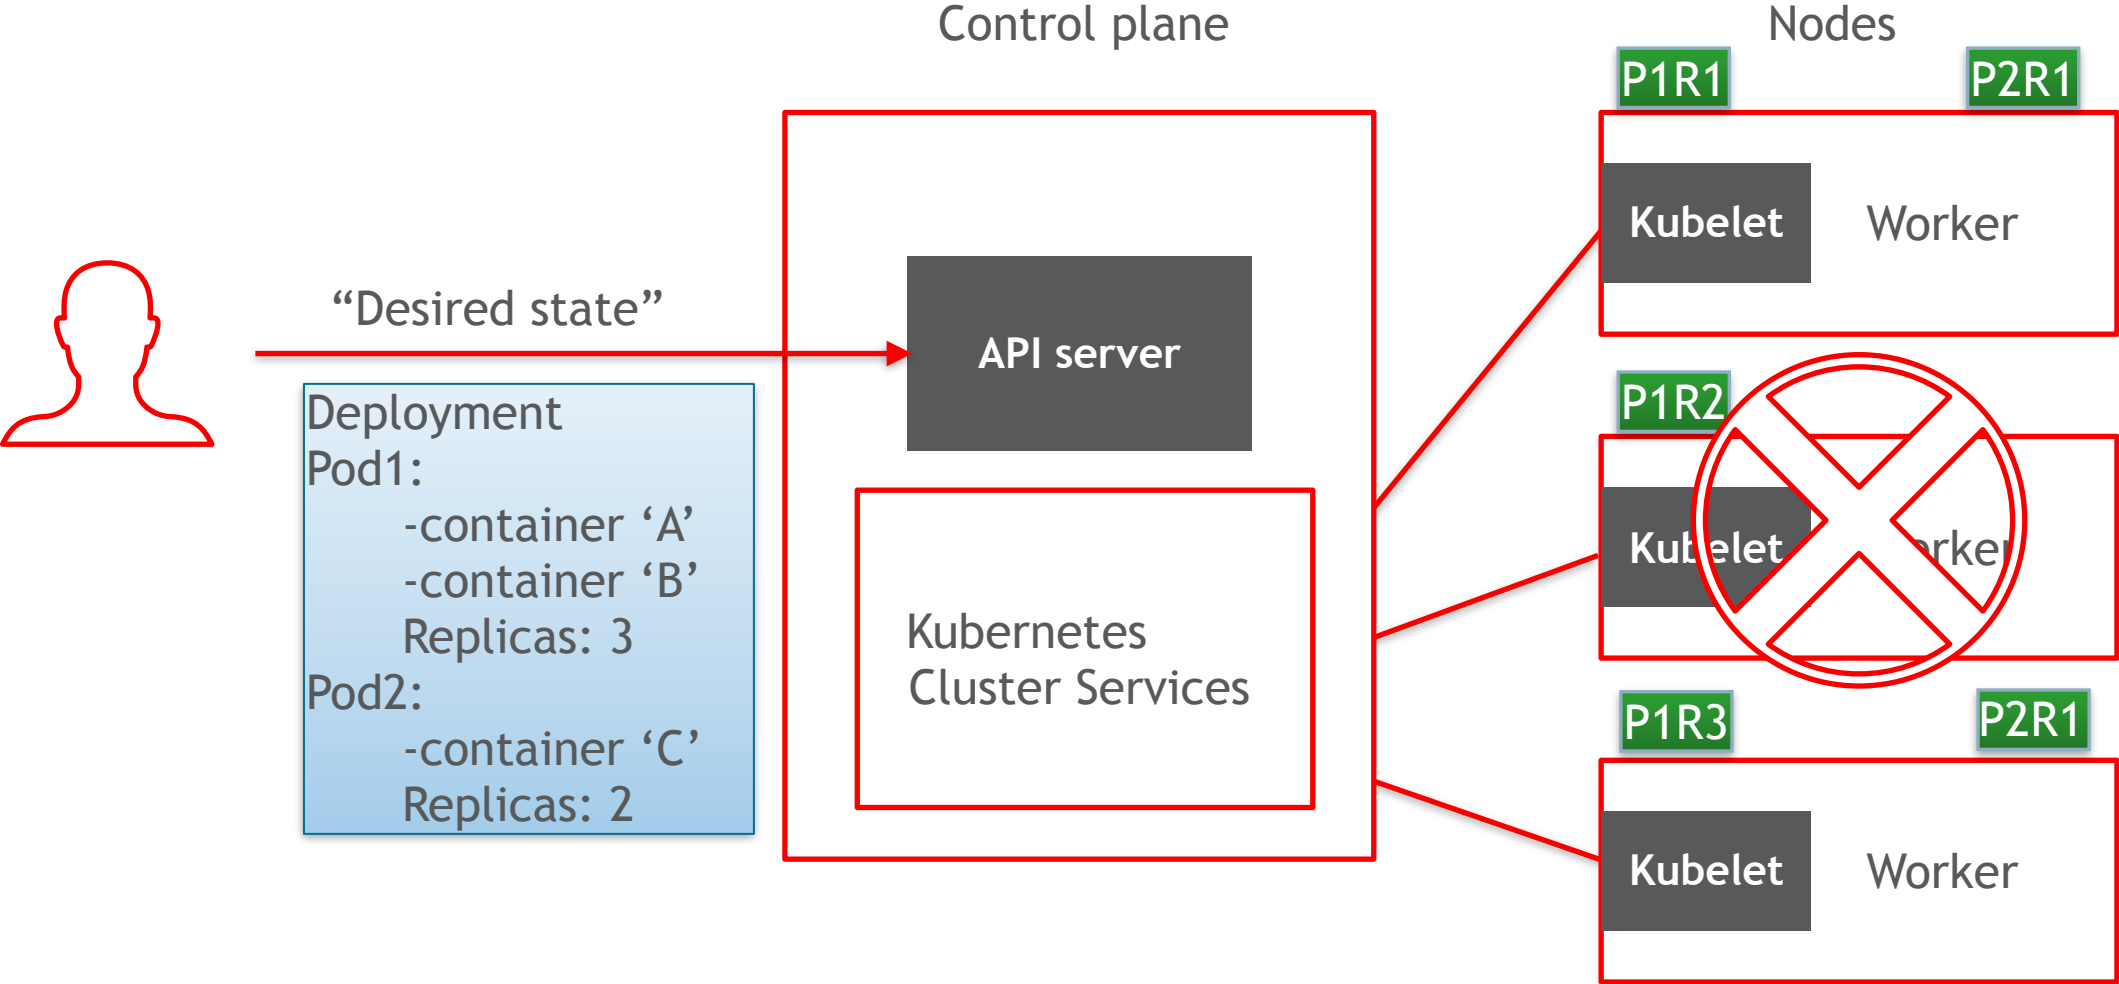 Control plane
Nodes
P1R1
P2R1
Kubelet
Worker
“Desired state”
API server
Deployment
Pod1:
-container ‘A’
-container ‘B’
Replicas: 3
Pod2:
-container ‘C’
Replicas: 2
Kubernetes
Cluster Services
P1R2
Kubelet
P1R3
P2R1
Kubelet
Worker